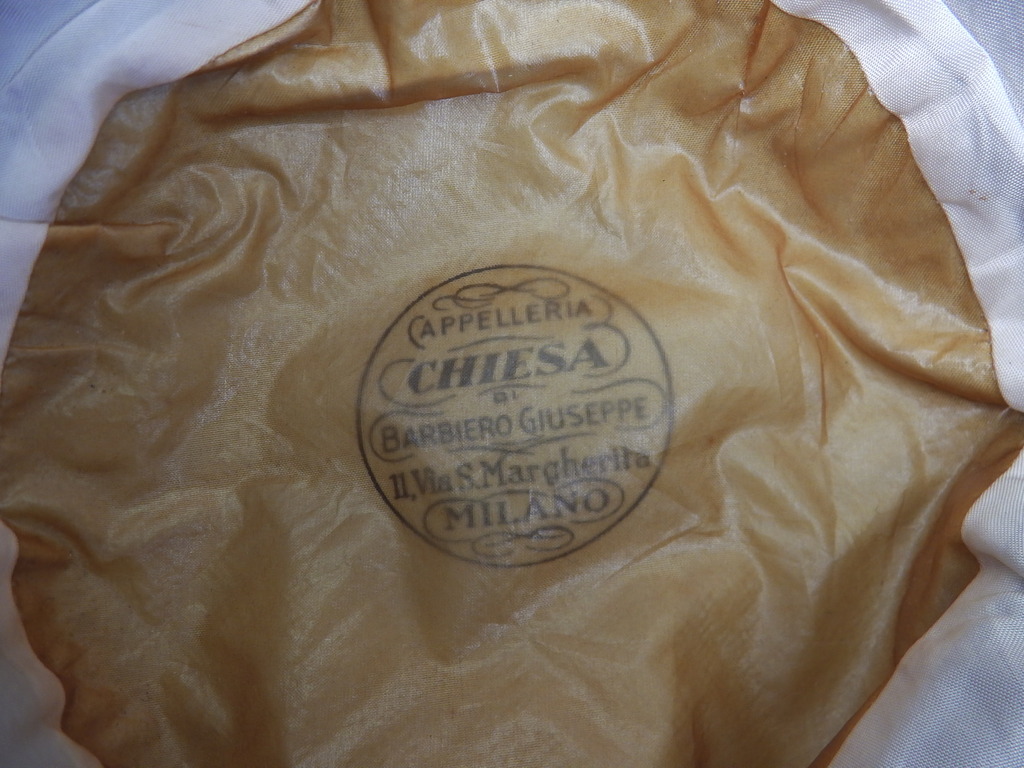 CAPPELLERIA
CHIESA
DI
BARBIERO GIUSEPPE
11, Via S. Margherita
MILANO